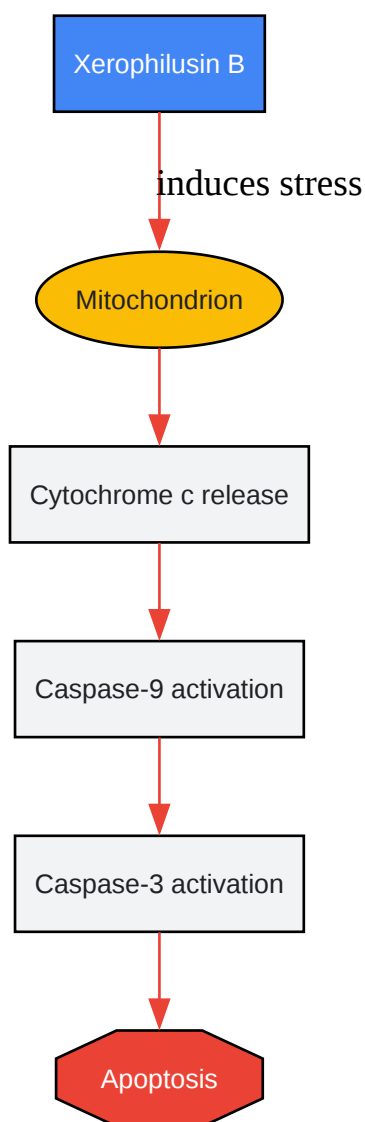 Xerophilusin B
induces stress
Mitochondrion
Cytochrome c release
Caspase-9 activation
Caspase-3 activation
Apoptosis